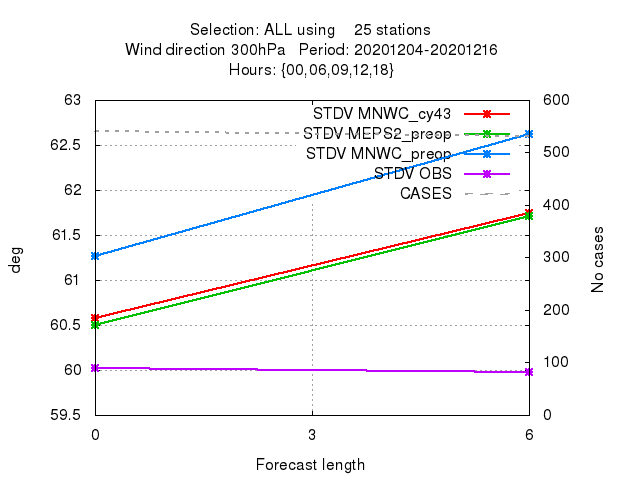 Selection: ALL using 25 stations
Wind direction 300hPa Period: 20201204-20201216
Hours: {00,06,09,12,18}
63 600
STDV MNWC_cy43
STDV MEPS2_preop
62.5 500
STDV MNWC_preop
STDV OBS
62 CASES
400
61.5
deg No cases
61 300
60.5 200
60 100
59.5 0
0 3 6
Forecast length